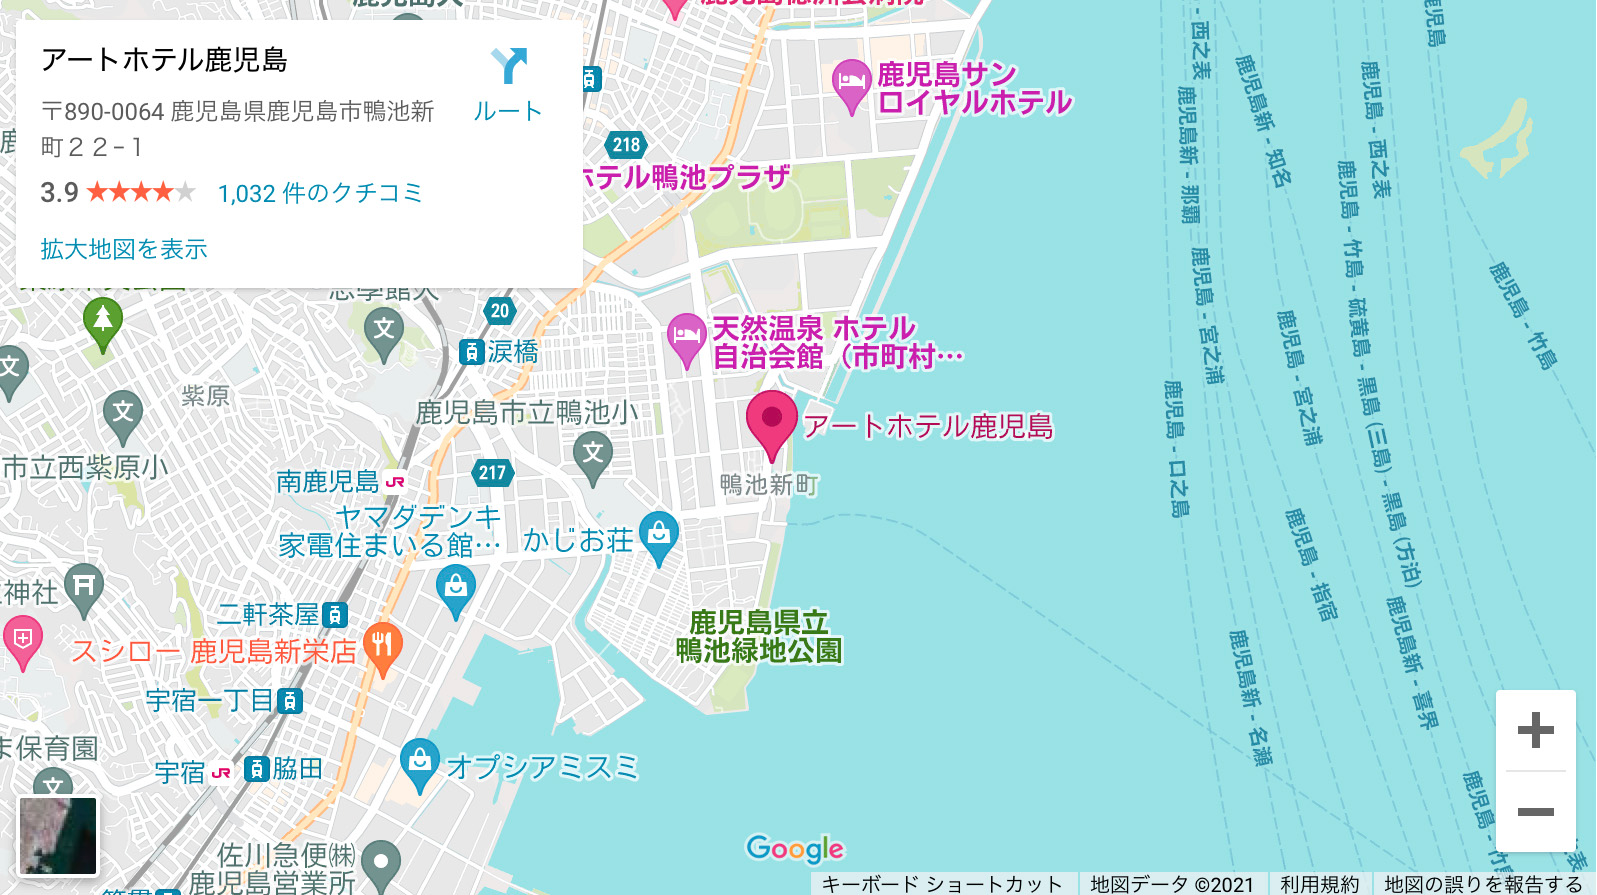 アートホテル鹿児島
ルート
〒890-0064 鹿児島県鹿児島市鴨池新
町２２−１
3.9
1,032 件のクチコミ
拡大地図を表示
鹿児島サン
ロイヤルホテル
218
ホテル鴨池プラザ
20
涙橋
天然温泉 ホテル
自治会館（市町村…
紫原
鹿児島市立鴨池小
アートホテル鹿児島
市立西紫原小
南鹿児島
JR
217
鴨池新町
ヤマダデンキ
家電住まいる館…
かじお荘
神社
二軒茶屋
スシロー 鹿児島新栄店
鹿児島県立
鴨池緑地公園
宇宿一丁目
ま保育園
宇宿
JR
脇田
オプシアミスミ
佐川急便㈱
鹿児島営業所
- 西之表
鹿児島新 - 那覇
鹿児島 - 宮之浦
鹿児島 - 口之島
鹿児島新 - 知名
鹿児島 - 宮之浦
鹿児島 - 指宿
鹿児島新 - 名瀬
鹿児島 - 西之表
鹿児島 - 竹島 - 硫黄島 - 黒島 (三島) - 黒島 (方泊)
鹿児島新 - 喜界
鹿児島
鹿児島 - 竹島
鹿児島 - 竹
Google
キーボード ショートカット
地図データ ©2021
利用規約
地図の誤りを報告する